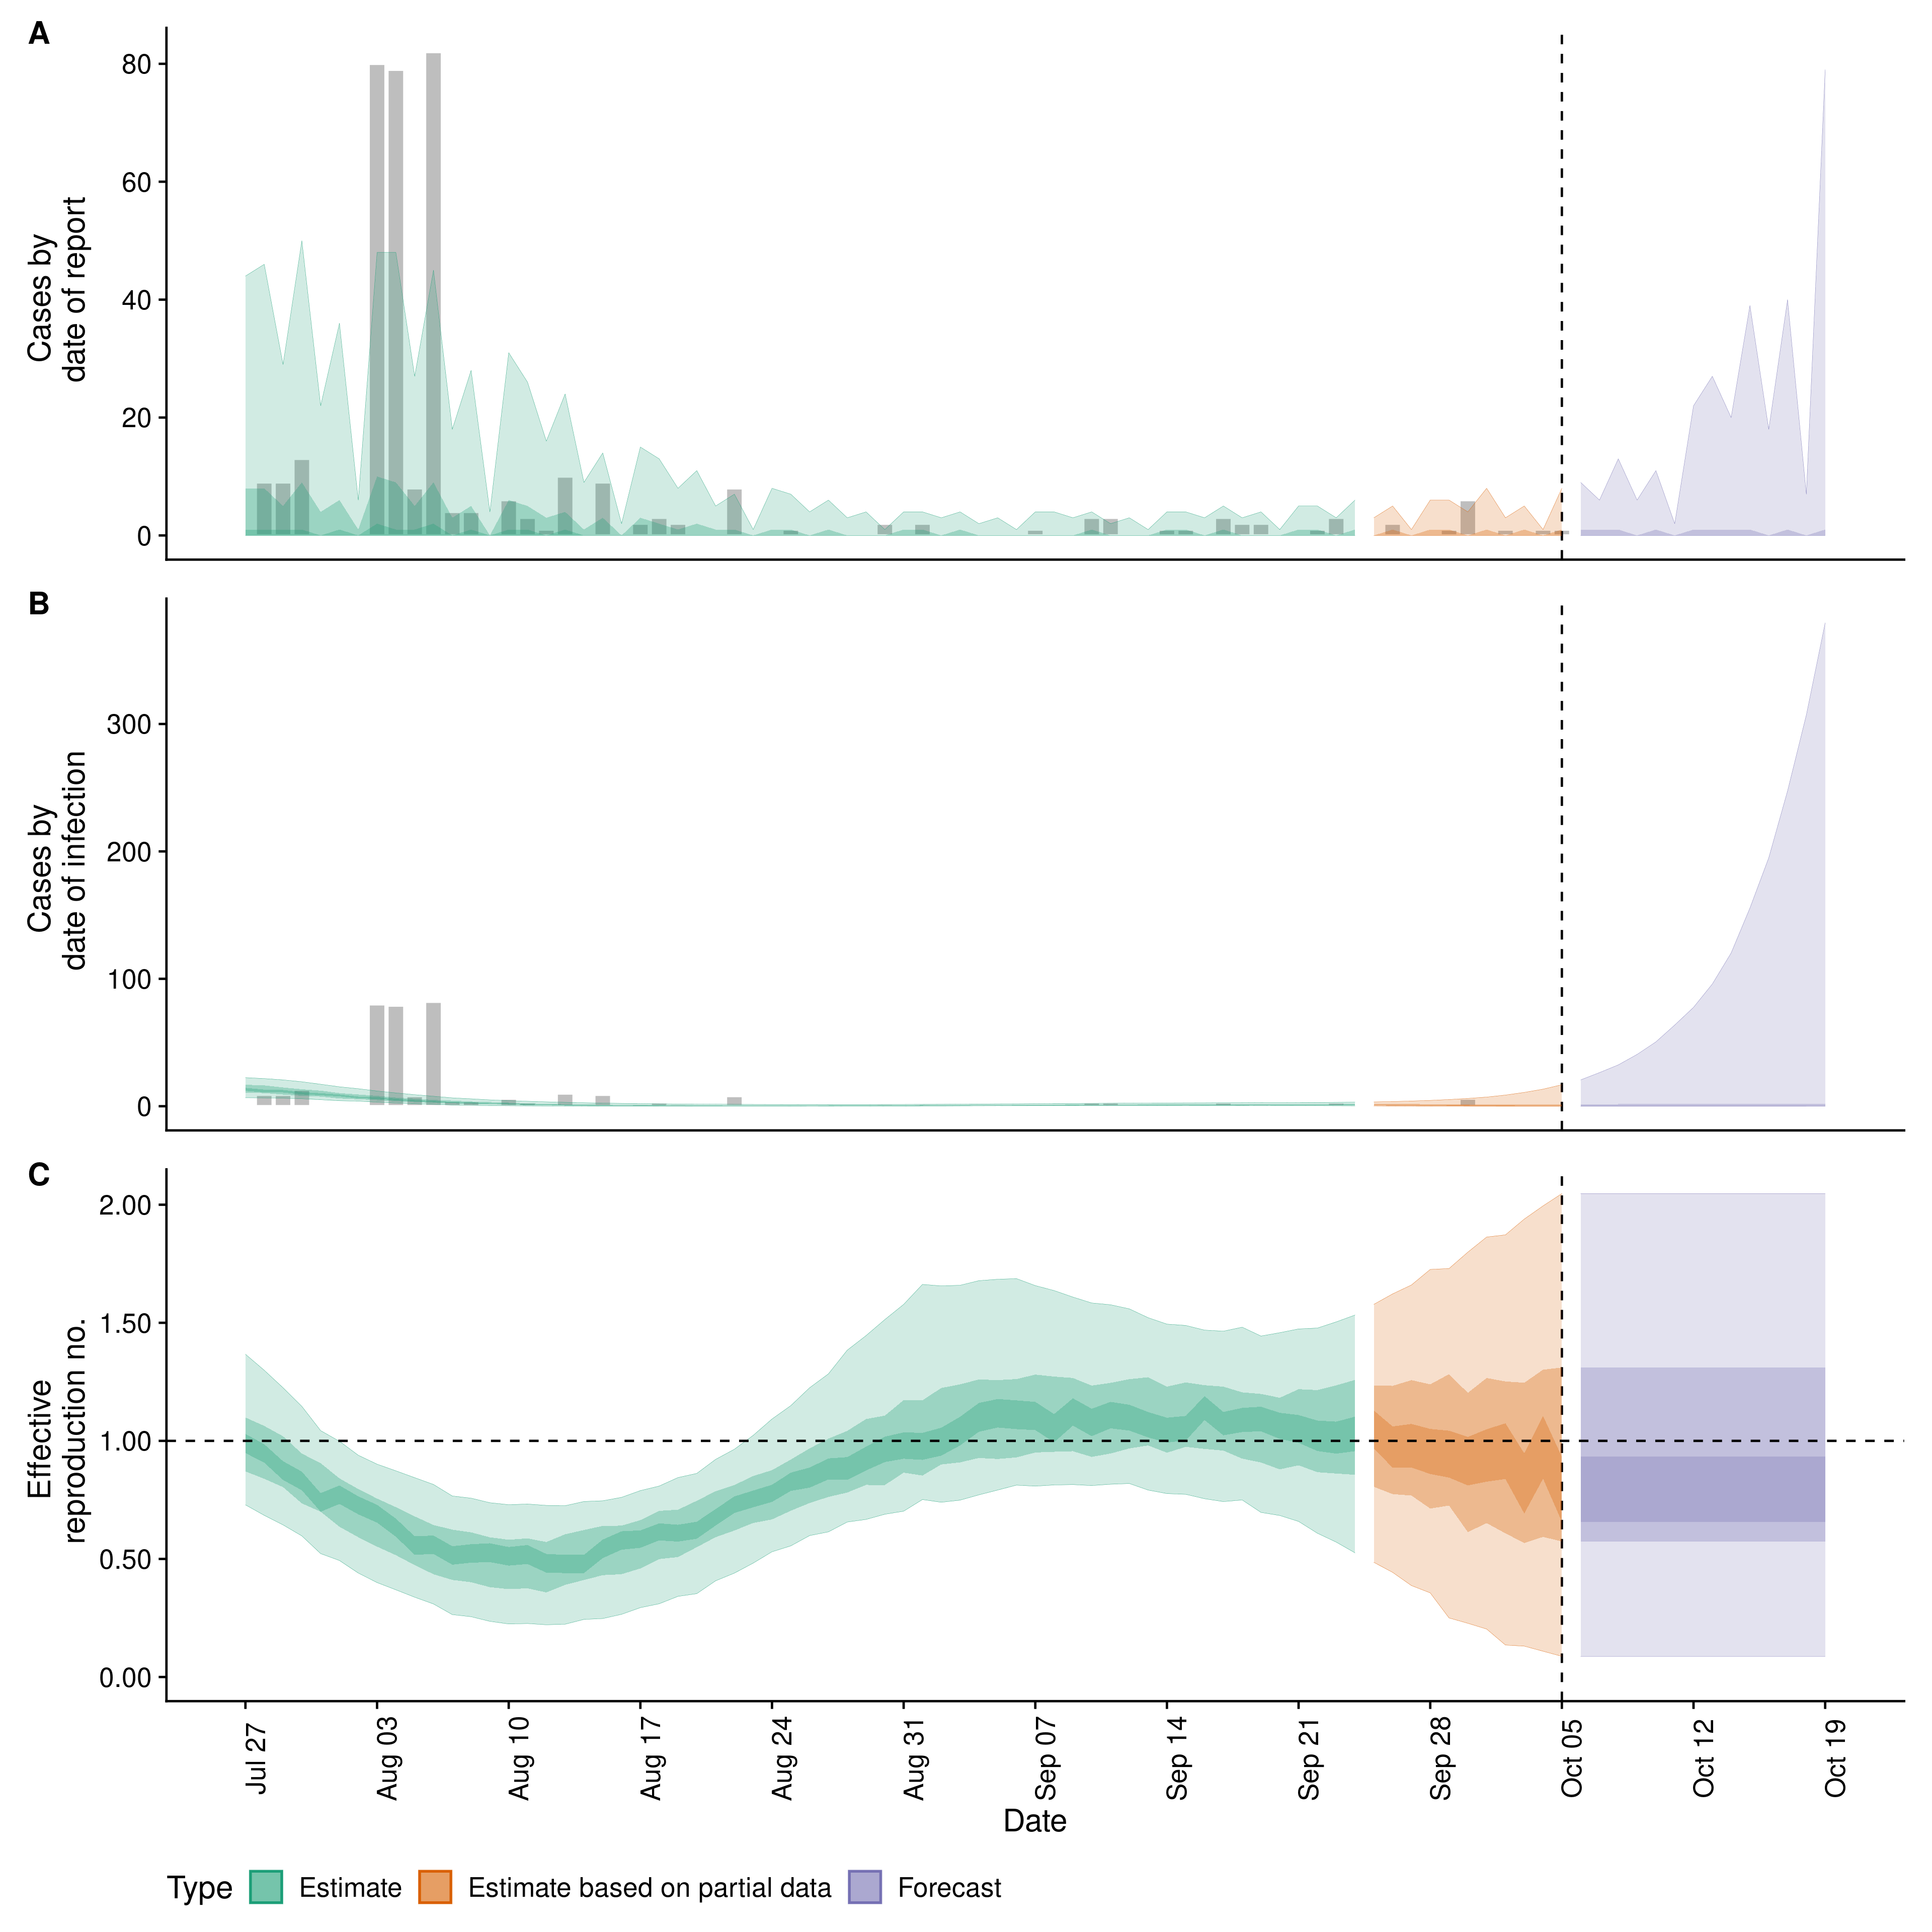 A
Cases by
date of report
80
60
40
20
0
B
Cases by
date of infection
300
200
100
0
C
Effective
reproduction no.
2.00
1.50
1.00
0.50
0.00
Jul 27
Aug 03
Aug 10
Aug 17
Aug 24
Aug 31
Sep 07
Sep 14
Sep 21
Sep 28
Oct 05
Oct 12
Oct 19
Date
Type Estimate Estimate based on partial data Forecast